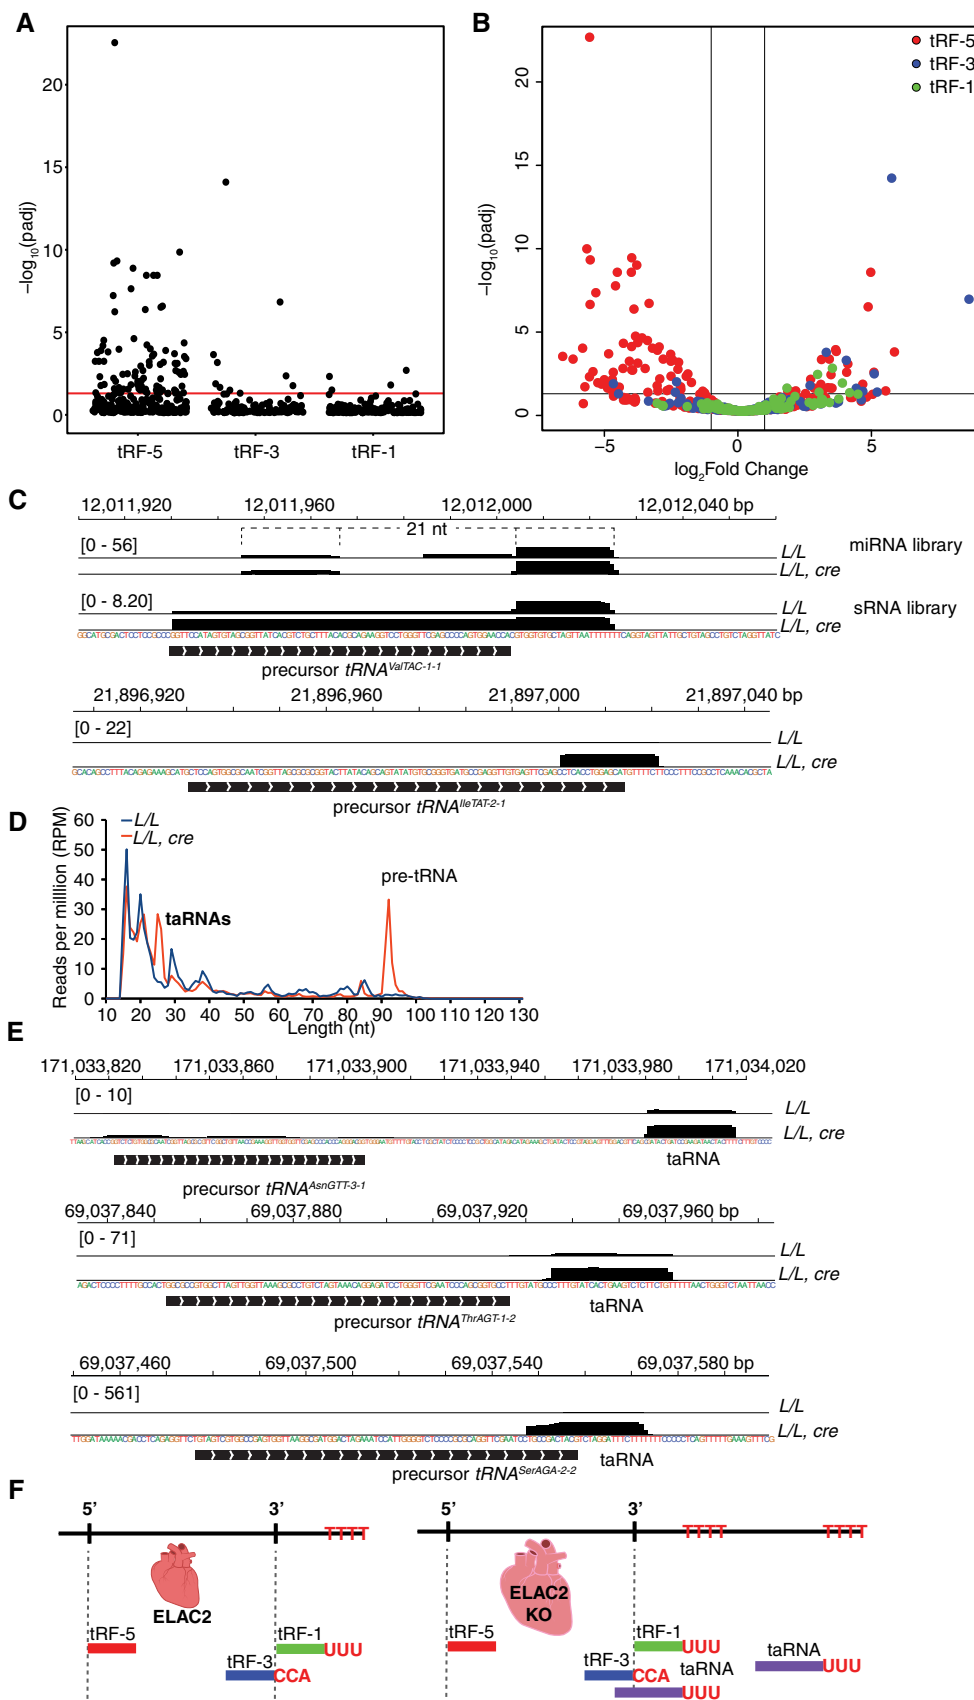 A
B
−log10(padj)
20
15
10
5
0
tRF-5
tRF-3
tRF-1
−log10(padj)
20
15
10
5
0
−5
0
5
log2Fold Change
tRF-5
tRF-3
tRF-1
C
12,011,920
12,011,960
12,012,000
12,012,040 bp
21 nt
[0 - 56]
L/L
miRNA library
L/L, cre
[0 - 8.20]
L/L
sRNA library
L/L, cre
precursor tRNAValTAC-1-1
21,896,920
21,896,960
21,897,000
21,897,040 bp
[0 - 22]
L/L
L/L, cre
precursor tRNAIleTAT-2-1
D
L/L
L/L, cre
Reads per milllion (RPM)
60
50
40
30
20
10
0
taRNAs
pre-tRNA
10 20 30 40 50 60 70 80 90 100 110 120 130
Length (nt)
E
171,033,820
171,033,860
171,033,900
171,033,940
171,033,980
171,034,020
[0 - 10]
L/L
L/L, cre
taRNA
precursor tRNAAsnGTT-3-1
69,037,840
69,037,880
69,037,920
69,037,960 bp
[0 - 71]
L/L
L/L, cre
taRNA
precursor tRNAThrAGT-1-2
69,037,460
69,037,500
69,037,540
69,037,580 bp
[0 - 561]
L/L
L/L, cre
taRNA
precursor tRNASerAGA-2-2
F
5’
3’
TTTT
ELAC2
tRF-5
tRF-1
UUU
tRF-3
CCA
5’
3’
TTTT
TTTT
ELAC2
KO
tRF-5
tRF-1
UUU
tRF-3
CCA
taRNA
UUU
taRNA
UUU